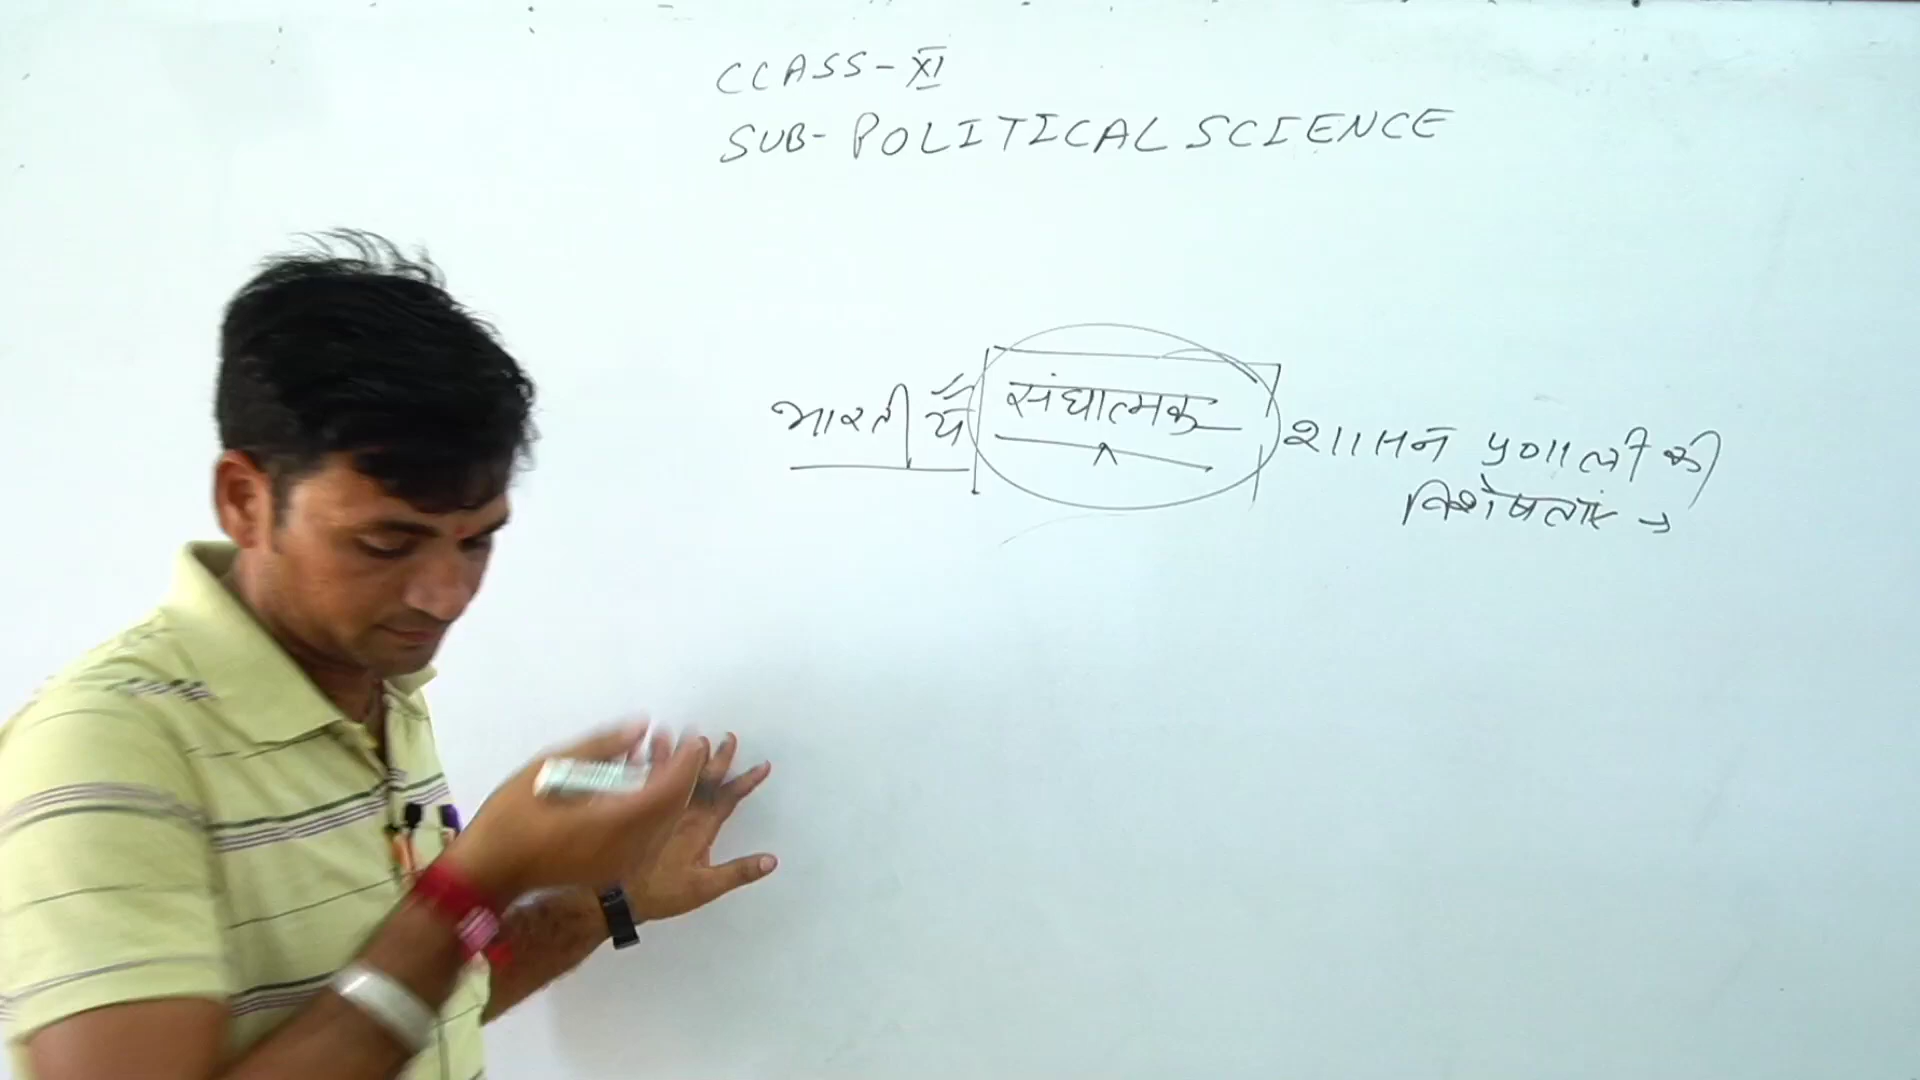 CLASS-XI
SUB-POLITICAL SCIENCE
भारतीय संघात्मक शासन प्रणाली की
विशेषताएं →